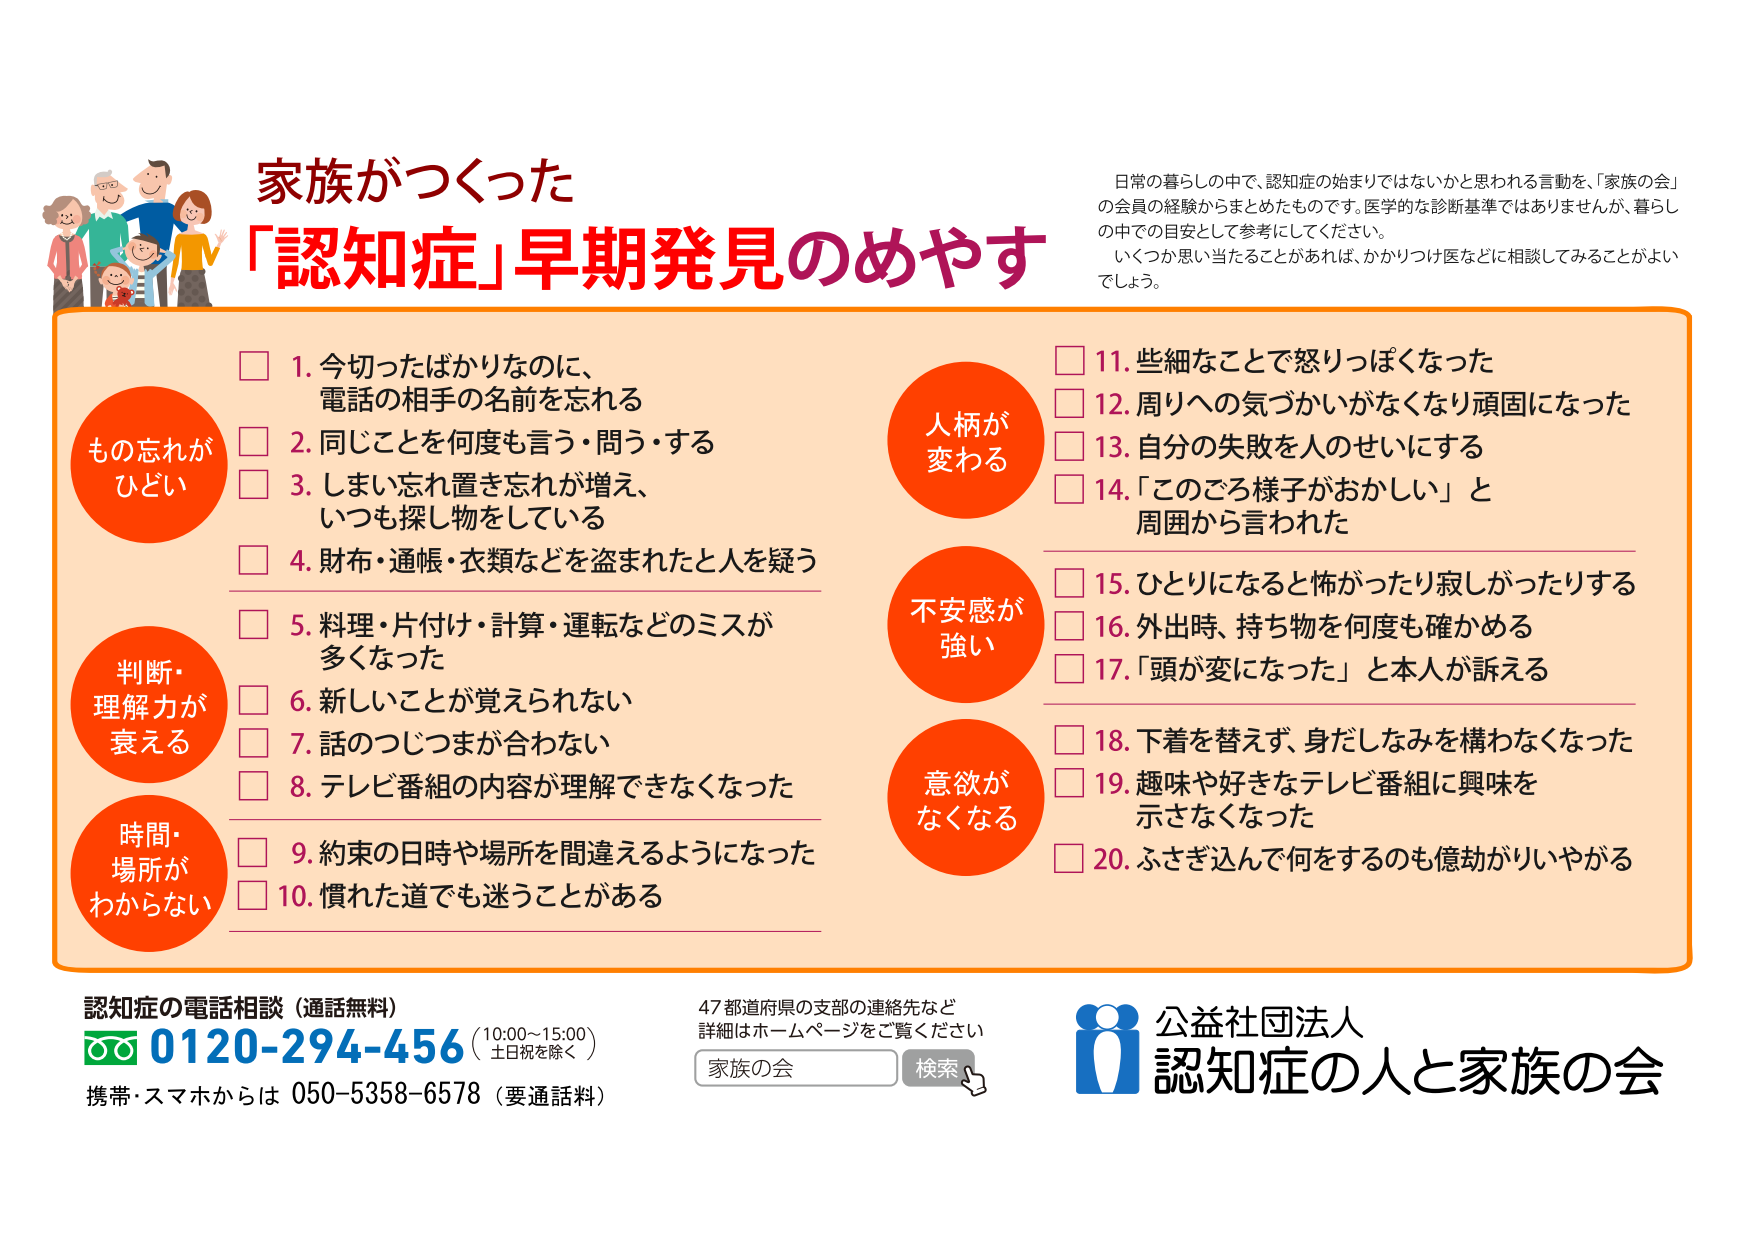 家族がつくった
「認知症」早期発見のめやす
日常の暮らしの中で、認知症の始まりではないかと思われる言動を、「家族の会」
の会員の経験からまとめたものです。医学的な診断基準ではありませんが、暮らし
の中での目安として参考にしてください。
いくつか思い当たることがあれば、かかりつけ医などに相談してみることがよい
でしょう。
もの忘れが
ひどい
□ 1. 今切ったばかりなのに、
電話の相手の名前を忘れる
□ 2. 同じことを何度も言う・問う・する
□ 3. しまい忘れ置き忘れが増え、
いつも探し物をしている
□ 4. 財布・通帳・衣類などを盗まれたと人を疑う
判断・
理解力が
衰える
□ 5. 料理・片付け・計算・運転などのミスが
多くなった
□ 6. 新しいことが覚えられない
□ 7. 話のつじつまが合わない
□ 8. テレビ番組の内容が理解できなくなった
時間・
場所が
わからない
□ 9. 約束の日時や場所を間違えるようになった
□ 10. 慣れた道でも迷うことがある
人柄が
変わる
□ 11. 些細なことで怒りっぽくなった
□ 12. 周りへの気づかいがなくなり頑固になった
□ 13. 自分の失敗を人のせいにする
□ 14. 「このごろ様子がおかしい」と
周囲から言われた
不安感が
強い
□ 15. ひとりになると怖がったり寂しがったりする
□ 16. 外出時、持ち物を何度も確かめる
□ 17. 「頭が変になった」と本人が訴える
意欲が
なくなる
□ 18. 下着を替えず、身だしなみを構わなくなった
□ 19. 趣味や好きなテレビ番組に興味を
示さなくなった
□ 20. ふさぎ込んで何をするのも億劫がりいやがる
認知症の電話相談（通話無料）
0120-294-456（10:00~15:00 土日祝を除く）
携帯・スマホからは 050-5358-6578（要通話料）
47都道府県の支部の連絡先など
詳細はホームページをご覧ください
家族の会 検索
公益社団法人
認知症の人と家族の会